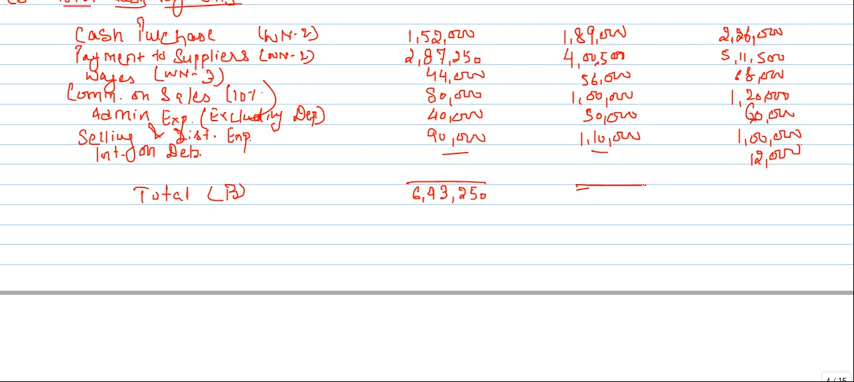 Cash Purchase (WN-2) 1,52,000 1,89,000 2,26,000
Payment to Suppliers (WN-2) 2,87,250 4,00,500 5,11,500
Wages (WN-3) 44,000 56,000 68,000
Comm. on Sales (10%) 80,000 1,00,000 1,20,000
Admin Exp. (Excluding Dep) 40,000 50,000 60,000
Selling & Dist. Exp. 90,000 1,10,000 1,00,000
Int. on Deb. — — 12,000
Total (B) 6,93,250